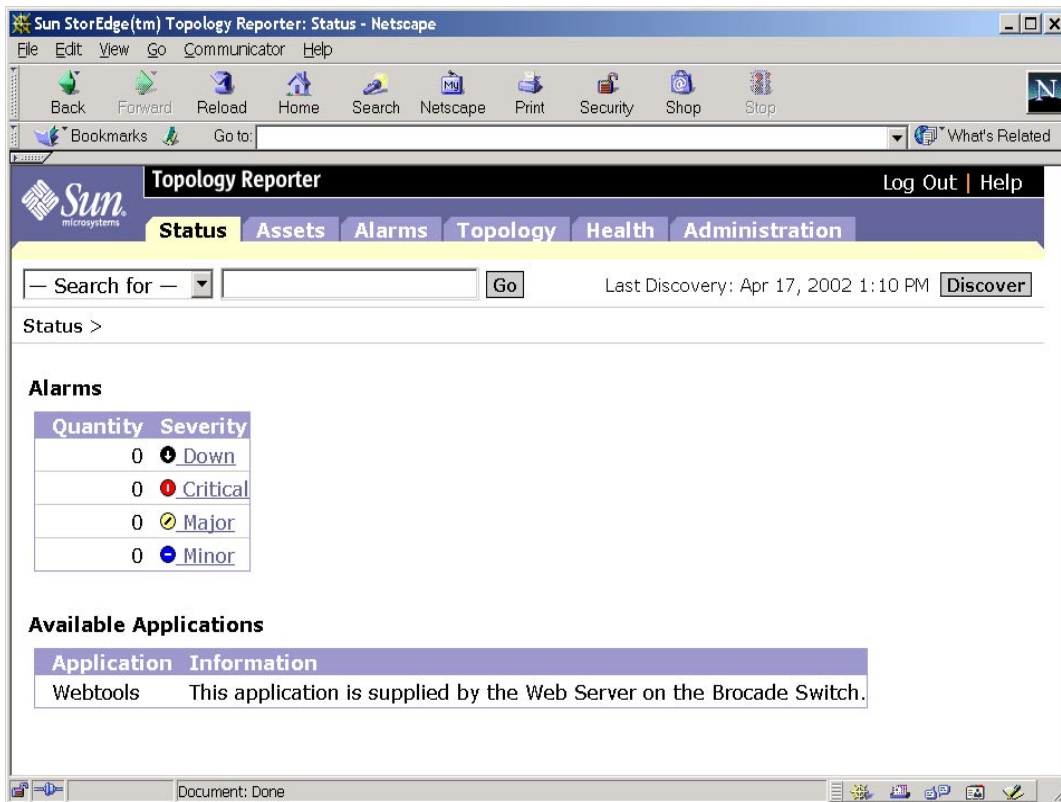 Sun StorEdge(tm) Topology Reporter: Status - Netscape
File Edit View Go Communicator Help
Back Forward Reload Home Search Netscape Print Security Shop Stop
My
N
Bookmarks Go to: What's Related
Sun
microsystems
Topology Reporter
Log Out | Help
Status Assets Alarms Topology Health Administration
— Search for — Go Last Discovery: Apr 17, 2002 1:10 PM Discover
Status >
Alarms
Quantity Severity
0 Down
0 Critical
0 Major
0 Minor
Available Applications
Application Information
Webtools This application is supplied by the Web Server on the Brocade Switch.
Document: Done